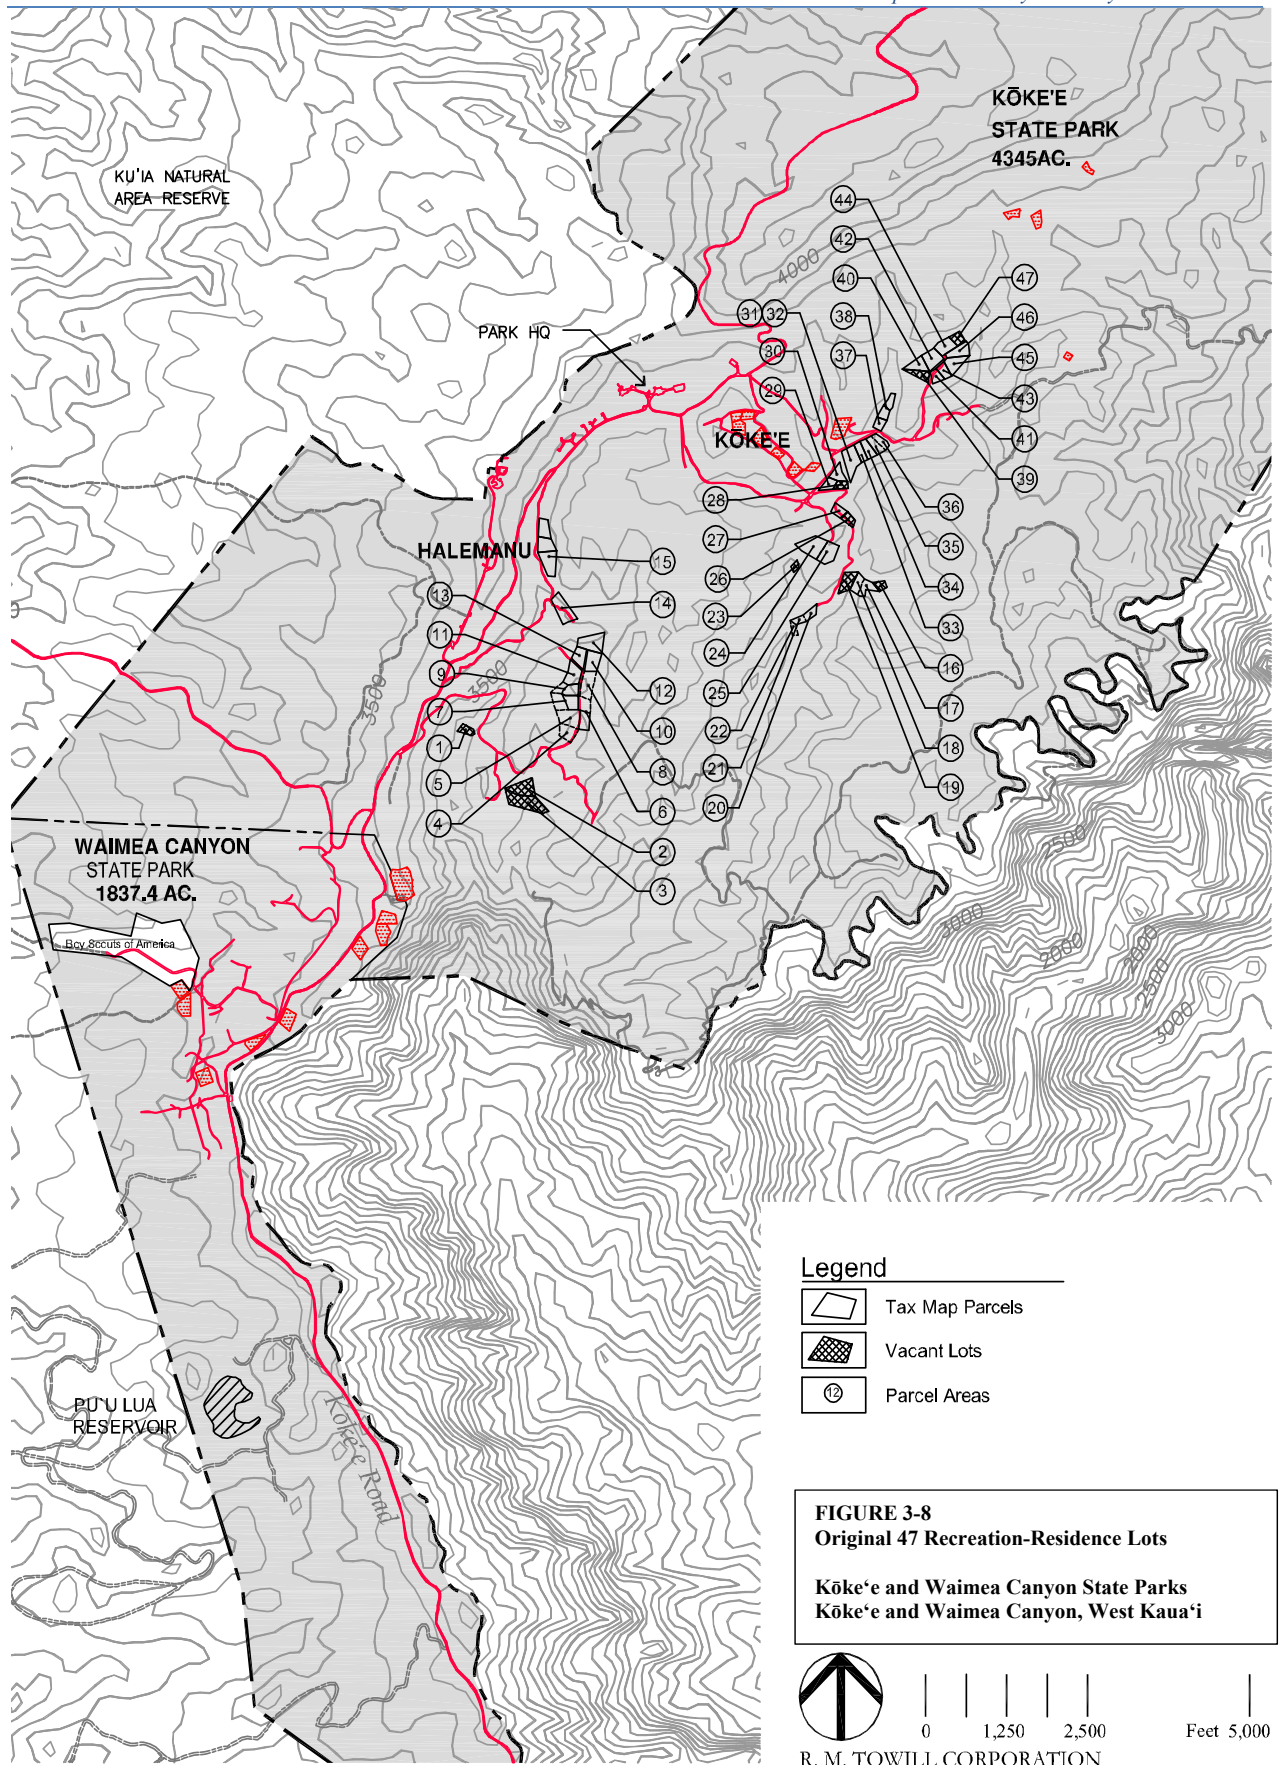 KŌKE'E
STATE PARK
4345AC.
KU'IA NATURAL
AREA RESERVE
44
42
40
47
4000
31
32
38
46
PARK HQ
30
37
45
29
43
KŌKE'E
41
39
28
36
27
35
HALEMANU
15
26
34
13
14
23
33
11
24
16
9
3500
3500
12
25
17
7
10
22
18
1
8
21
19
5
6
20
4
2
2500
WAIMEA CANYON
STATE PARK
1837.4 AC.
3
3000
2000
2000
2500
3000
Boy Scouts of America
Legend
Tax Map Parcels
Vacant Lots
12
Parcel Areas
PU'U LUA
RESERVOIR
Koke'e Road
FIGURE 3-8
Original 47 Recreation-Residence Lots
Kōke‘e and Waimea Canyon State Parks
Kōke‘e and Waimea Canyon, West Kaua‘i
0
1,250
2,500
Feet 5,000
R. M. TOWILL CORPORATION